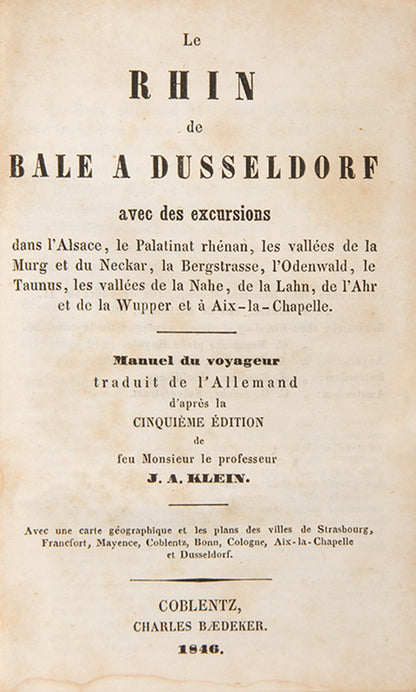 Le
RHIN
de
BALE A DUSSELDORF
avec des excursions
dans l'Alsace, le Palatinat rhénan, les vallées de la
Murg et du Neckar, la Bergstrasse, l'Odenwald, le
Taunus, les vallées de la Nahe, de la Lahn, de l'Ahr
et de la Wupper et à Aix-la-Chapelle.
Manuel du voyageur
traduit de l'Allemand
d'après la
CINQUIÈME ÉDITION
de
feu Monsieur le professeur
J. A. KLEIN.
Avec une carte géographique et les plans des villes de Strasbourg,
Francfort, Mayence, Coblentz, Bonn, Cologne, Aix-la-Chapelle
et Dusseldorf.
COBLENTZ,
CHARLES BÆDEKER.
1846.